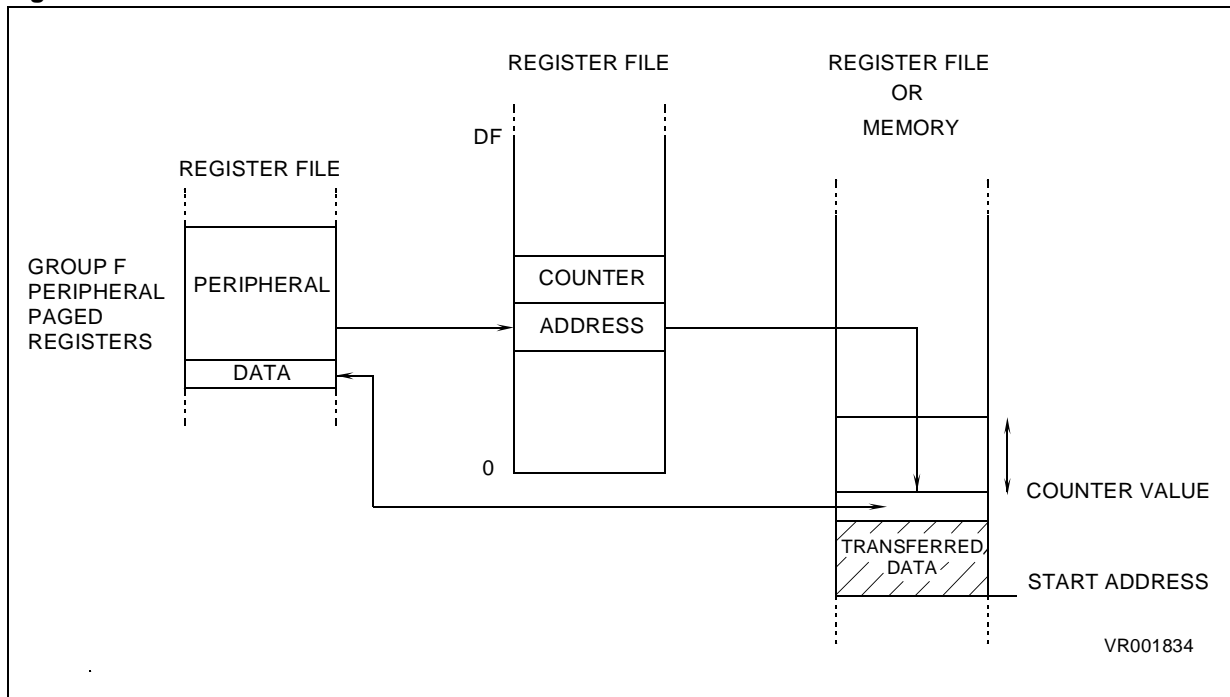 REGISTER FILE
REGISTER FILE
OR
MEMORY
DF
REGISTER FILE
GROUP F
PERIPHERAL
PAGED
REGISTERS
PERIPHERAL
DATA
COUNTER
ADDRESS
0
COUNTER VALUE
TRANSFERRED
DATA
START ADDRESS
VR001834